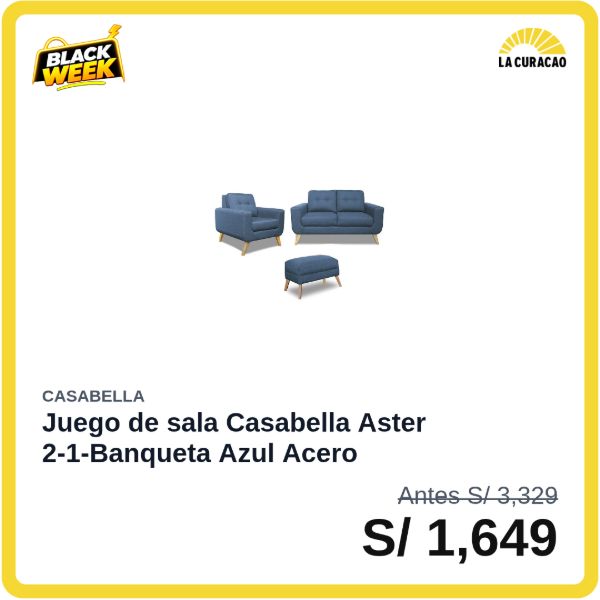 BLACK
WEEK
LA CURACAO
CASABELLA
Juego de sala Casabella Aster
2-1-Banqueta Azul Acero
Antes S/ 3,329
S/ 1,649